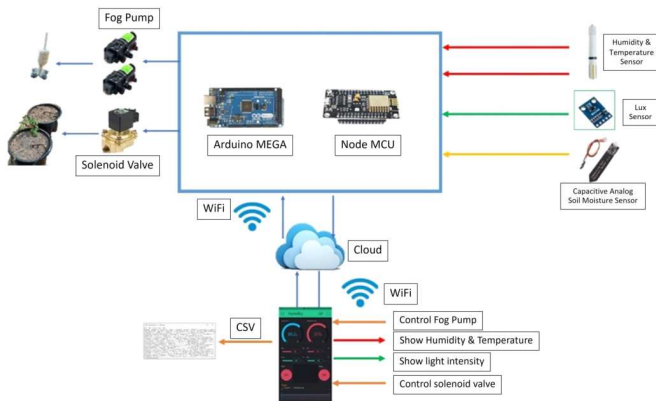 Fog Pump
Humidity &
Temperature
Sensor
Lux
Sensor
Arduino MEGA
Node MCU
Solenoid Valve
Capacitive Analog
Soil Moisture Sensor
WiFi
Cloud
WiFi
CSV
Control Fog Pump
Show Humidity & Temperature
Show light intensity
Control solenoid valve